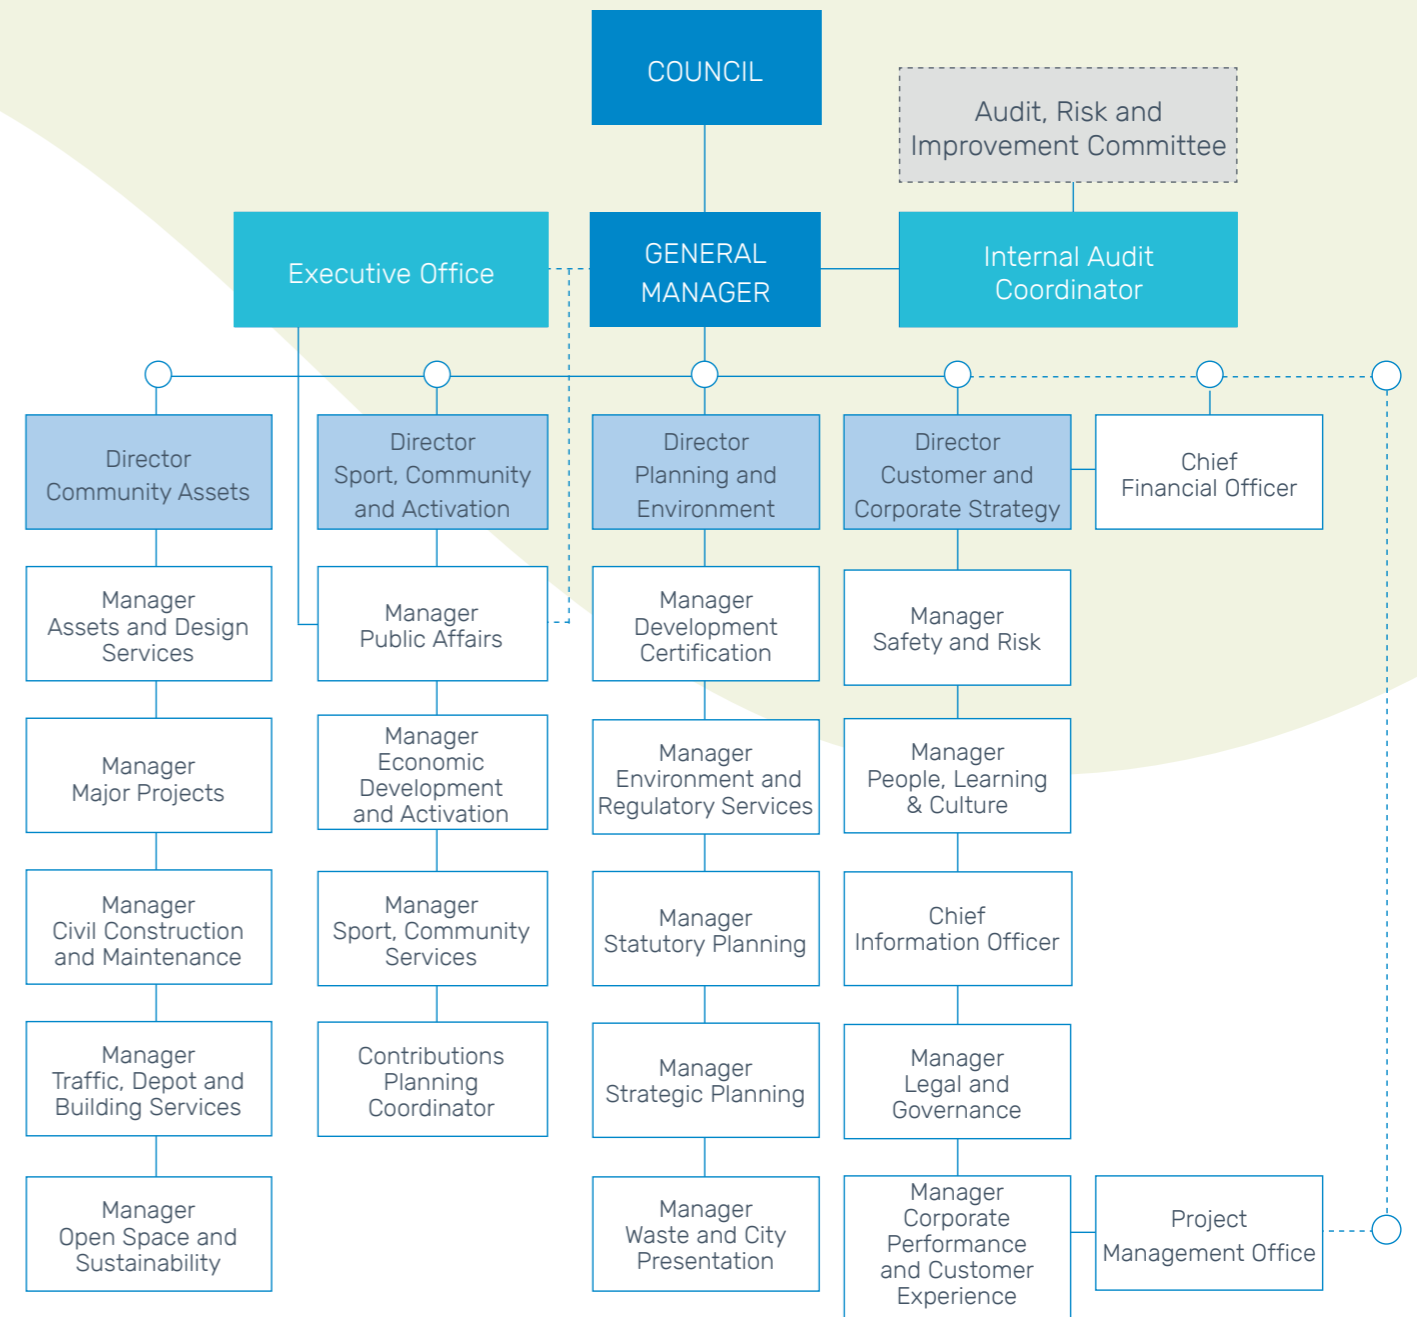 COUNCIL
Audit, Risk and
Improvement Committee
Executive Office
GENERAL
MANAGER
Internal Audit
Coordinator
Director
Community Assets
Director
Sport, Community
and Activation
Director
Planning and
Environment
Director
Customer and
Corporate Strategy
Chief
Financial Officer
Manager
Assets and Design
Services
Manager
Public Affairs
Manager
Development
Certification
Manager
Safety and Risk
Manager
Major Projects
Manager
Economic
Development
and Activation
Manager
Environment and
Regulatory Services
Manager
People, Learning
& Culture
Manager
Civil Construction
and Maintenance
Manager
Sport, Community
Services
Manager
Statutory Planning
Chief
Information Officer
Manager
Traffic, Depot and
Building Services
Contributions
Planning
Coordinator
Manager
Strategic Planning
Manager
Legal and
Governance
Manager
Open Space and
Sustainability
Manager
Waste and City
Presentation
Manager
Corporate
Performance
and Customer
Experience
Project
Management Office